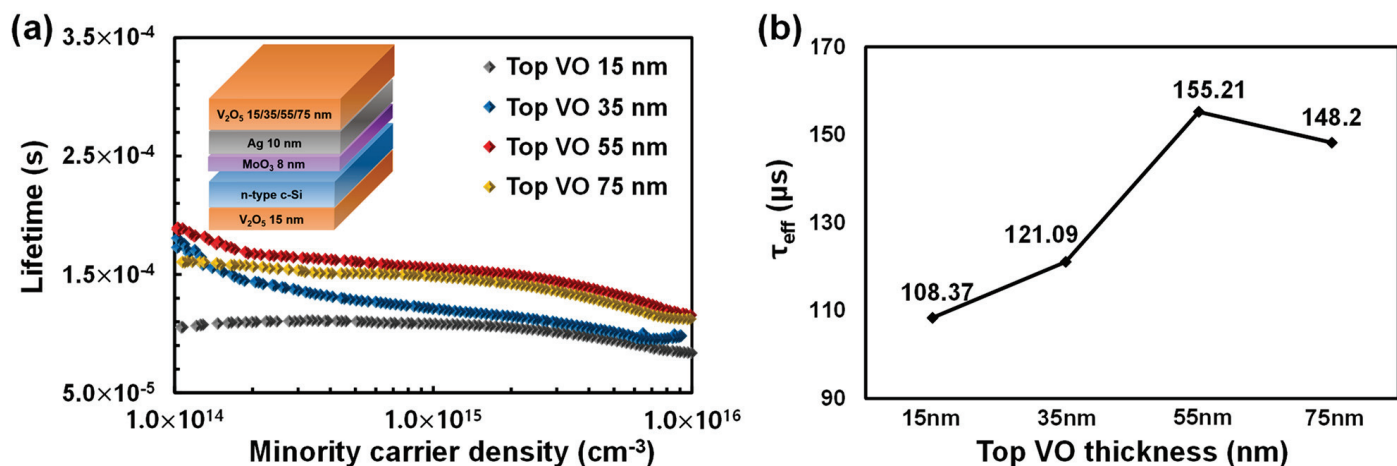 (a)
3.5×10⁻⁴
2.5×10⁻⁴
1.5×10⁻⁴
5.0×10⁻⁵
Lifetime (s)
V₂O₅ 15/35/55/75 nm
Ag 10 nm
MoO₃ 8 nm
n-type c-Si
V₂O₅ 15 nm
Top VO 15 nm
Top VO 35 nm
Top VO 55 nm
Top VO 75 nm
1.0×10¹⁴
1.0×10¹⁵
1.0×10¹⁶
Minority carrier density (cm⁻³)
(b)
170
150
130
110
90
τeff (μs)
108.37
121.09
155.21
148.2
15nm
35nm
55nm
75nm
Top VO thickness (nm)